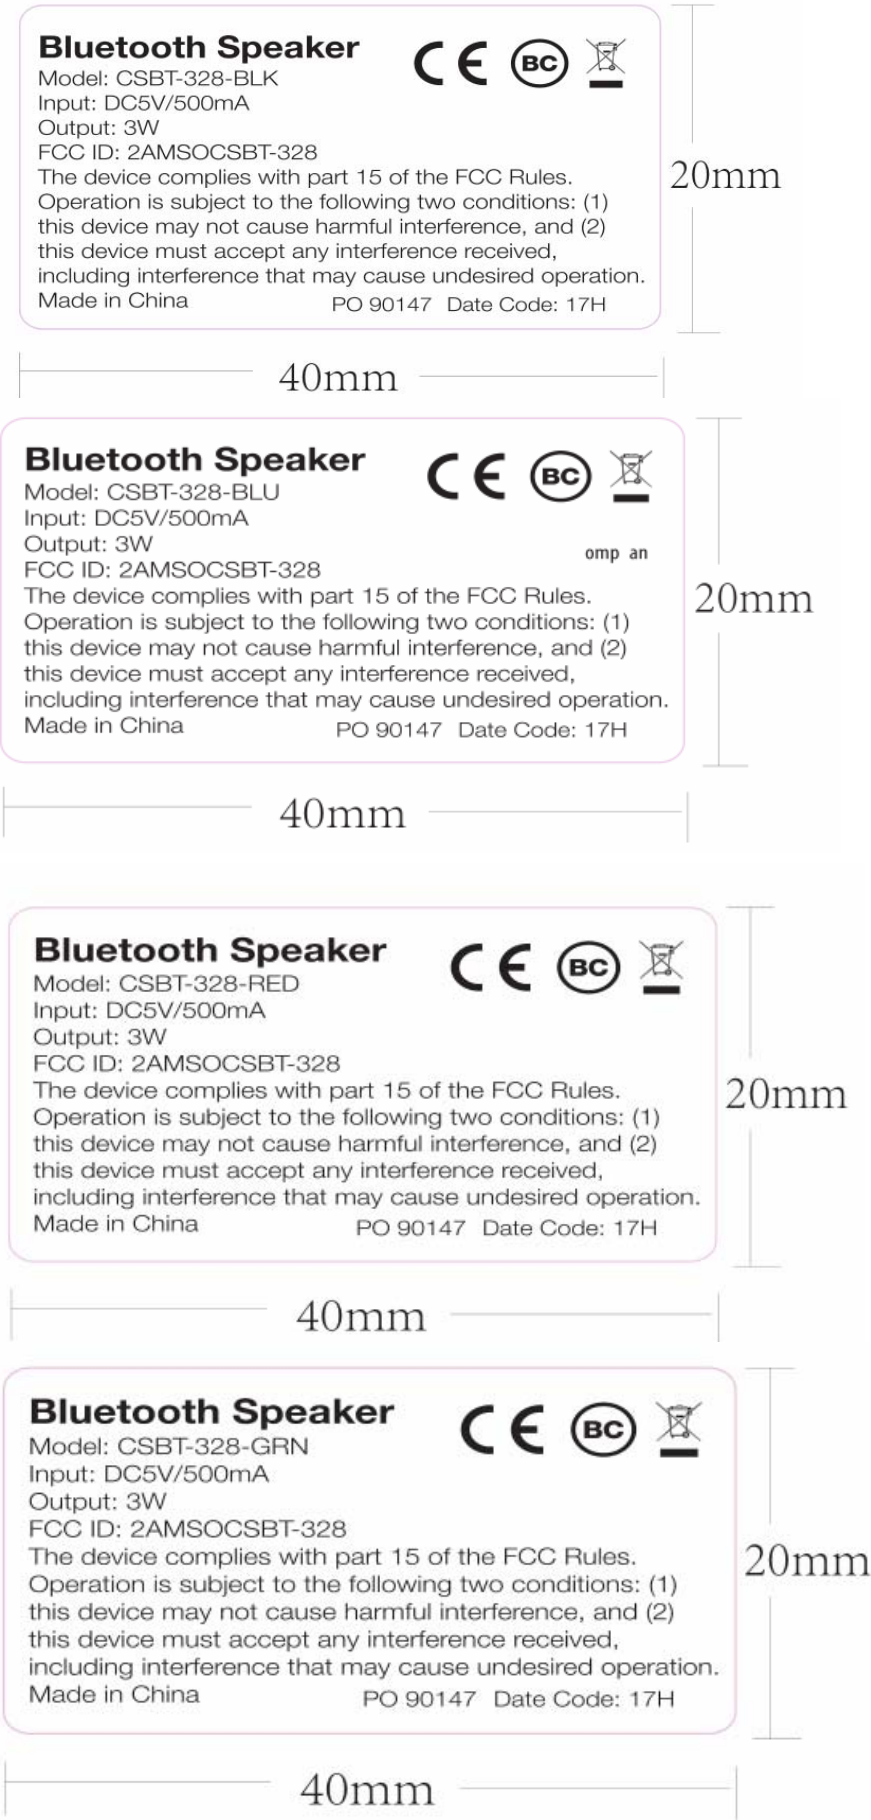 Bluetooth Speaker CE BC
Model: CSBT-328-BLK
Input: DC5V/500mA
Output: 3W
FCC ID: 2AMSOCSBT-328
The device complies with part 15 of the FCC Rules.
Operation is subject to the following two conditions: (1)
this device may not cause harmful interference, and (2)
this device must accept any interference received,
including interference that may cause undesired operation.
Made in China PO 90147 Date Code: 17H
20mm
40mm
Bluetooth Speaker CE BC
Model: CSBT-328-BLU
Input: DC5V/500mA
Output: 3W
omp an
FCC ID: 2AMSOCSBT-328
The device complies with part 15 of the FCC Rules.
Operation is subject to the following two conditions: (1)
this device may not cause harmful interference, and (2)
this device must accept any interference received,
including interference that may cause undesired operation.
Made in China PO 90147 Date Code: 17H
20mm
40mm
Bluetooth Speaker CE BC
Model: CSBT-328-RED
Input: DC5V/500mA
Output: 3W
FCC ID: 2AMSOCSBT-328
The device complies with part 15 of the FCC Rules.
Operation is subject to the following two conditions: (1)
this device may not cause harmful interference, and (2)
this device must accept any interference received,
including interference that may cause undesired operation.
Made in China PO 90147 Date Code: 17H
20mm
40mm
Bluetooth Speaker CE BC
Model: CSBT-328-GRN
Input: DC5V/500mA
Output: 3W
FCC ID: 2AMSOCSBT-328
The device complies with part 15 of the FCC Rules.
Operation is subject to the following two conditions: (1)
this device may not cause harmful interference, and (2)
this device must accept any interference received,
including interference that may cause undesired operation.
Made in China PO 90147 Date Code: 17H
20mm
40mm